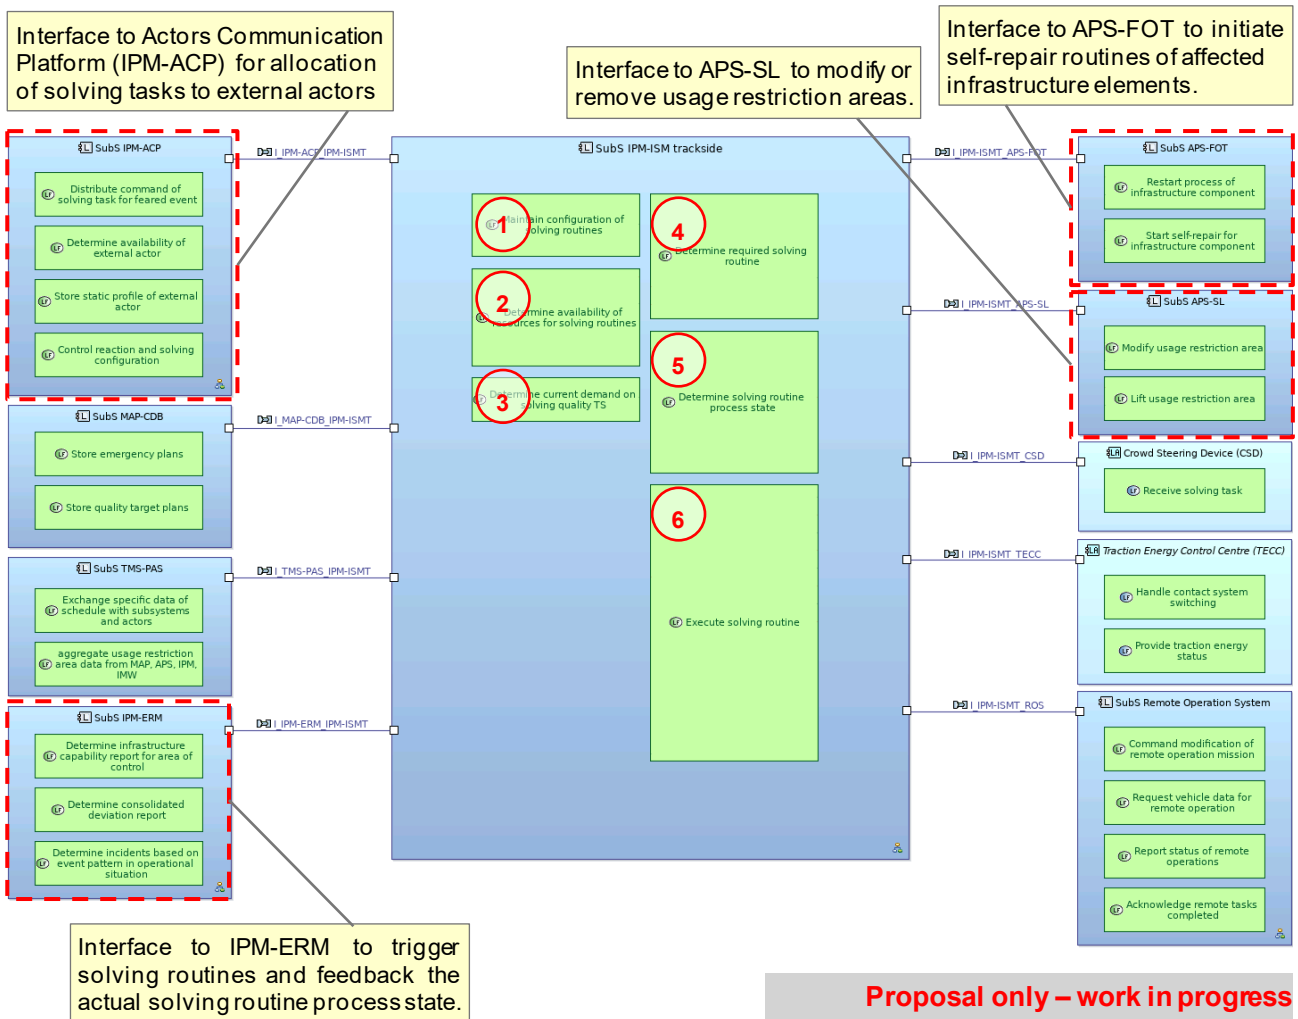 Interface to Actors Communication
Platform (IPM-ACP) for allocation
of solving tasks to external actors
Interface to APS-SL to modify or
remove usage restriction areas.
Interface to APS-FOT to initiate
self-repair routines of affected
infrastructure elements.
SubS IPM-ACP
Distribute command of
solving task for feared event
Determine availability of
external actor
Store static profile of external
actor
Control reaction and solving
configuration
SubS MAP-CDB
Store emergency plans
Store quality target plans
SubS TMS-PAS
Exchange specific data of
schedule with subsystems
and actors
aggregate usage restriction
area data from MAP, APS, IPM,
IMW
SubS IPM-ERM
Determine infrastructure
capability report for area of
control
Determine consolidated
deviation report
Determine incidents based on
event pattern in operational
situation
I_IPM-ACP_IPM-ISMT
I_MAP-CDB_IPM-ISMT
I_TMS-PAS_IPM-ISMT
I_IPM-ERM_IPM-ISMT
SubS IPM-ISM trackside
1
Maintain configuration of
solving routines
2
Determine availability of
resources for solving routines
3
Determine current demand on
solving quality TS
4
Determine required solving
routine
5
Determine solving routine
process state
6
Execute solving routine
I_IPM-ISMT_APS-FOT
I_IPM-ISMT_APS-SL
I_IPM-ISMT_CSD
I_IPM-ISMT_TECC
I_IPM-ISMT_ROS
SubS APS-FOT
Restart process of
infrastructure component
Start self-repair for
infrastructure component
SubS APS-SL
Modify usage restriction area
Lift usage restriction area
Crowd Steering Device (CSD)
Receive solving task
Traction Energy Control Centre (TECC)
Handle contact system
switching
Provide traction energy
status
SubS Remote Operation System
Command modification of
remote operation mission
Request vehicle data for
remote operation
Report status of remote
operations
Acknowledge remote tasks
completed
Interface to IPM-ERM to trigger
solving routines and feedback the
actual solving routine process state.
Proposal only – work in progress